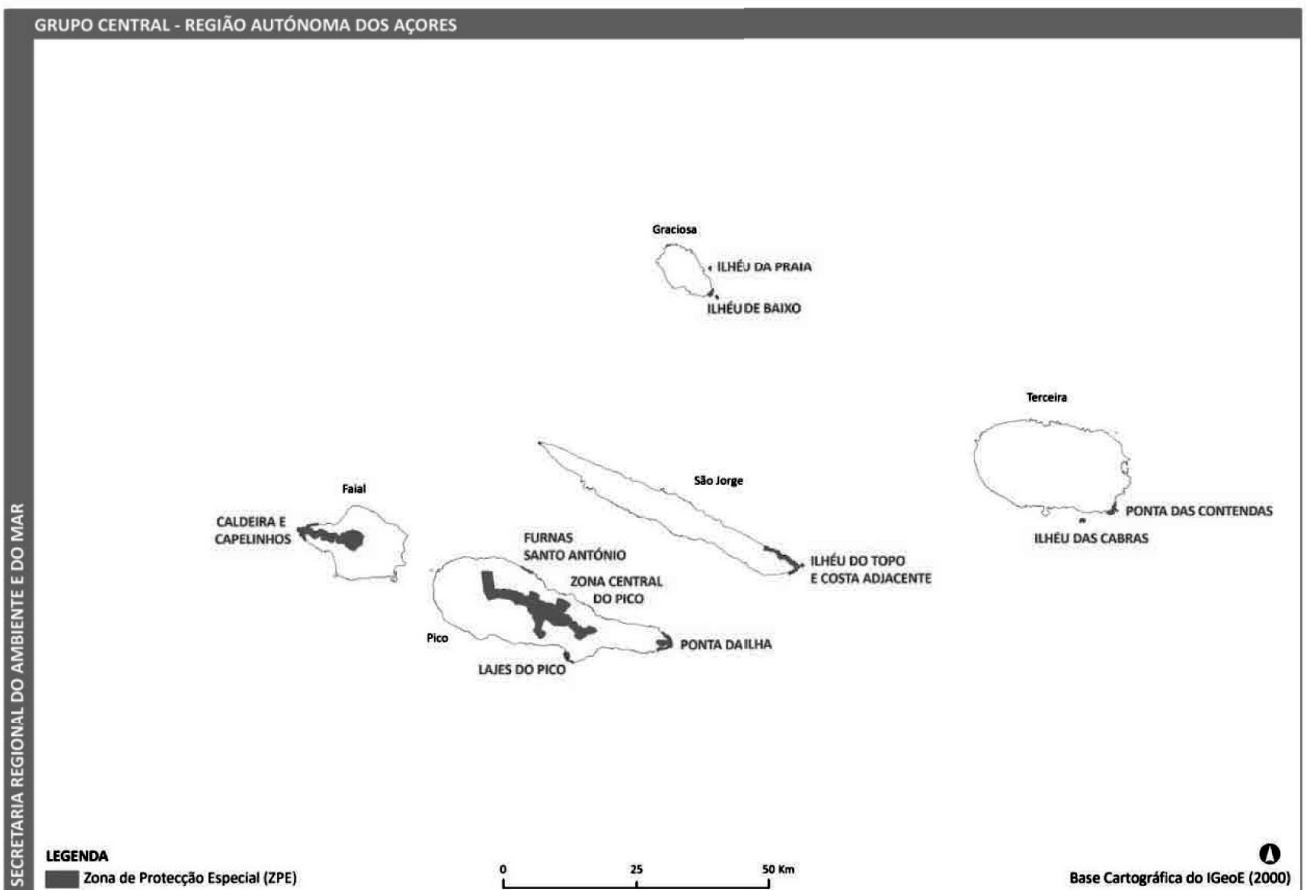 GRUPO CENTRAL - REGIÃO AUTÓNOMA DOS AÇORES
SECRETARIA REGIONAL DO AMBIENTE E DO MAR
Graciosa
ILHÉU DA PRAIA
ILHÉU DE BAIXO
Terceira
PONTA DAS CONTENDAS
ILHÉU DAS CABRAS
São Jorge
ILHÉU DO TOPO
E COSTA ADJACENTE
Faial
CALDEIRA E
CAPELINHOS
FURNAS
SANTO ANTÓNIO
ZONA CENTRAL
DO PICO
Pico
PONTA DA ILHA
LAJES DO PICO
LEGENDA
Zona de Protecção Especial (ZPE)
0 25 50 Km
Base Cartográfica do IGeoE (2000)